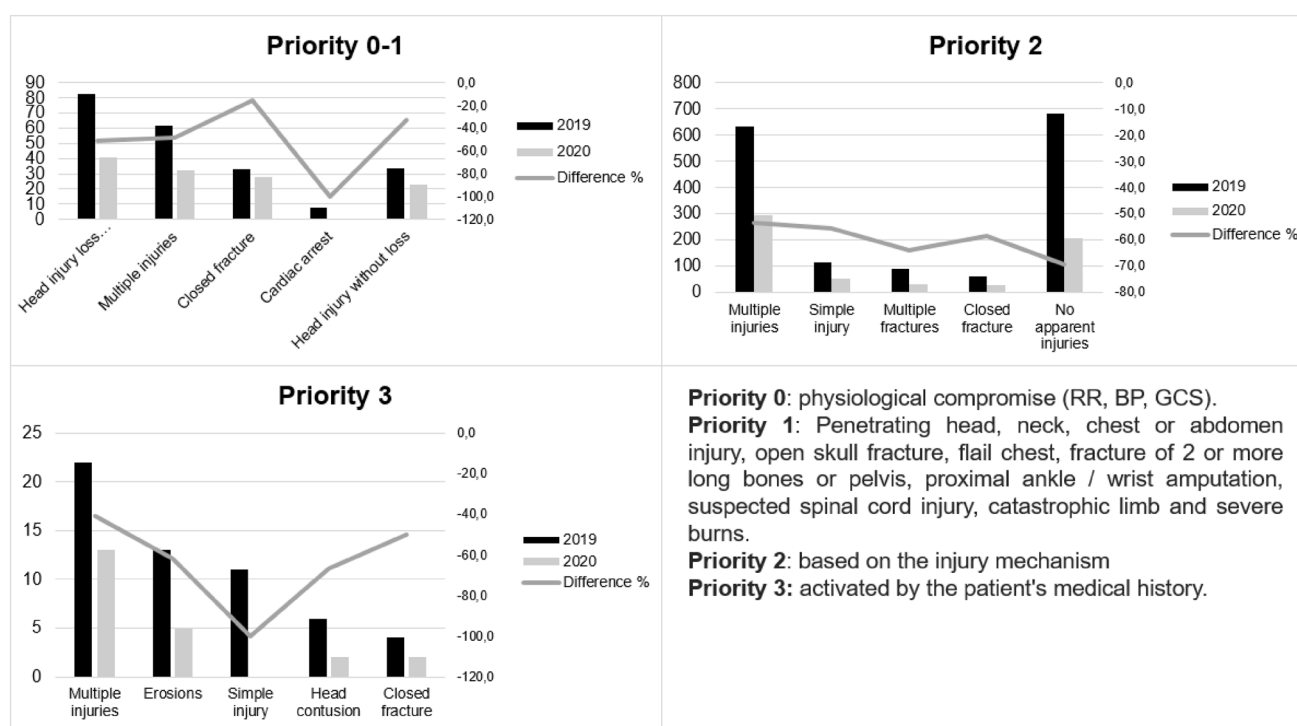 Priority 0-1
90
80
70
60
50
40
30
20
10
0
0,0
-20,0
-40,0
-60,0
-80,0
-100,0
-120,0
2019
2020
Difference %
Head injury loss...
Multiple injuries
Closed fracture
Cardiac arrest
Head injury without loss
Priority 2
800
700
600
500
400
300
200
100
0
0,0
-10,0
-20,0
-30,0
-40,0
-50,0
-60,0
-70,0
-80,0
2019
2020
Difference %
Multiple
injuries
Simple
injury
Multiple
fractures
Closed
fracture
No
apparent
injuries
Priority 3
25
20
15
10
5
0
0,0
-20,0
-40,0
-60,0
-80,0
-100,0
-120,0
2019
2020
Difference %
Multiple
injuries
Erosions
Simple
injury
Head
contusion
Closed
fracture
Priority 0: physiological compromise (RR, BP, GCS).
Priority 1: Penetrating head, neck, chest or abdomen
injury, open skull fracture, flail chest, fracture of 2 or more
long bones or pelvis, proximal ankle / wrist amputation,
suspected spinal cord injury, catastrophic limb and severe
burns.
Priority 2: based on the injury mechanism
Priority 3: activated by the patient's medical history.